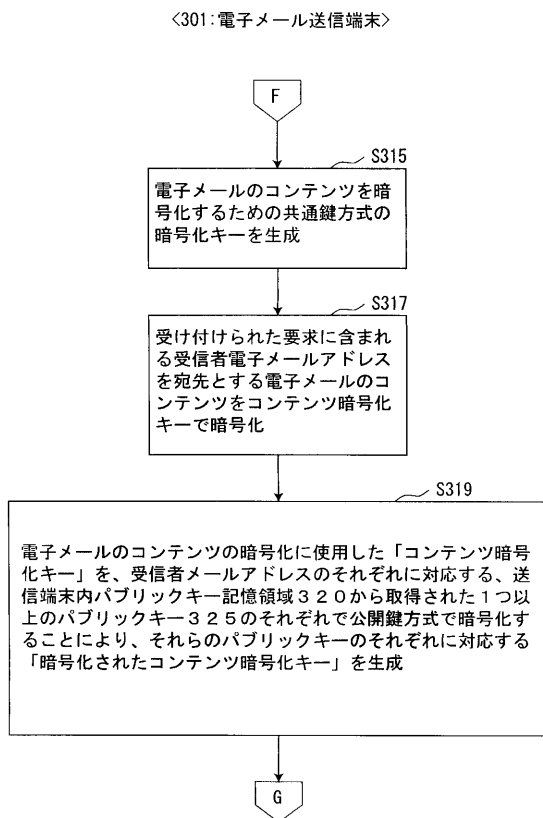 <301:電子メール送信端末>
F
S315
電子メールのコンテンツを暗
号化するための共通鍵方式の
暗号化キーを生成
S317
受け付けられた要求に含まれ
る受信者電子メールアドレス
を宛先とする電子メールのコ
ンテンツをコンテンツ暗号化
キーで暗号化
S319
電子メールのコンテンツの暗号化に使用した「コンテンツ暗号
化キー」を、受信者メールアドレスのそれぞれに対応する、送
信端末内パブリックキー記憶領域320から取得された1つ以
上のパブリックキー325のそれぞれで公開鍵方式で暗号化す
ることにより、それらのパブリックキーのそれぞれに対応する
「暗号化されたコンテンツ暗号化キー」を生成
G